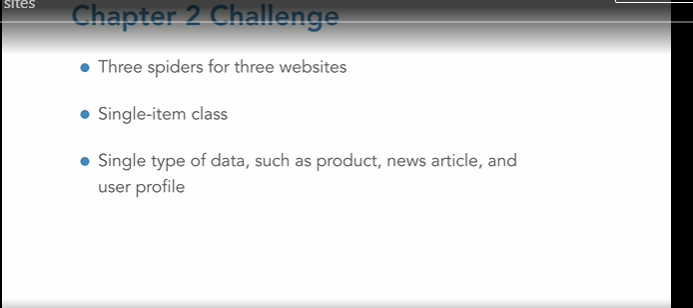 sites
Chapter 2 Challenge
Three spiders for three websites
Single-item class
Single type of data, such as product, news article, and
user profile